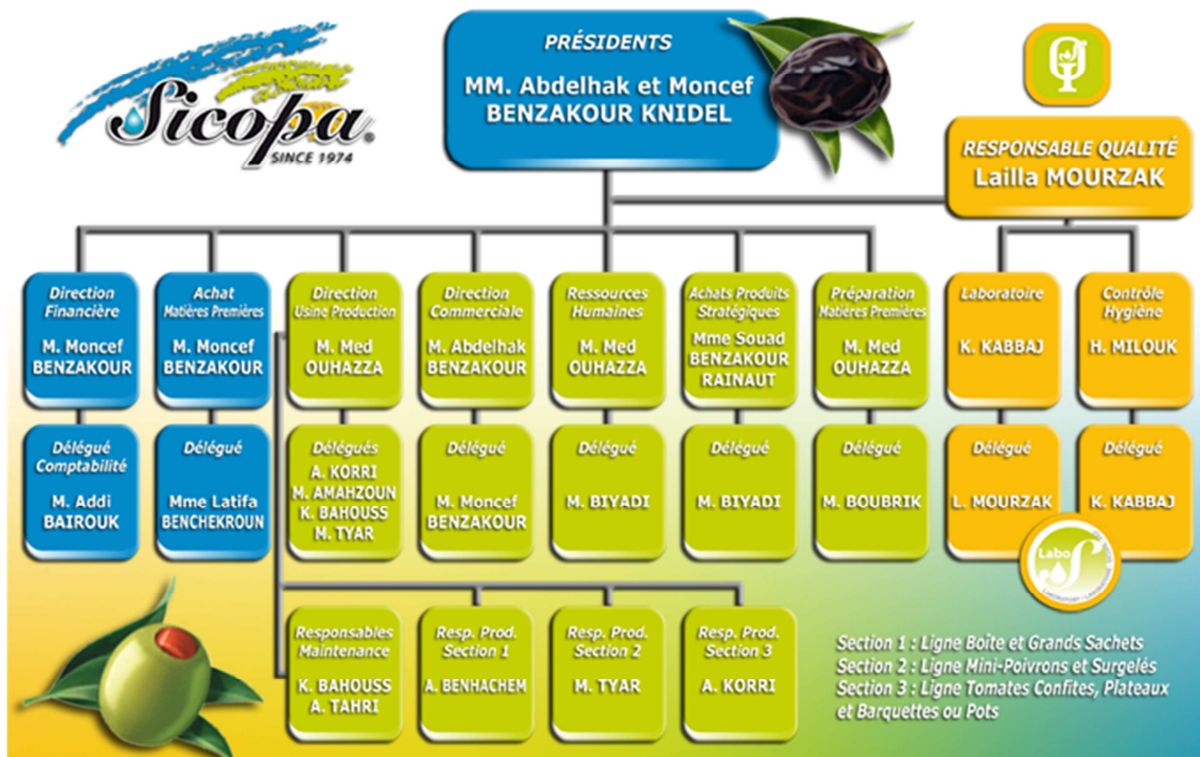 Sicopa®
SINCE 1974
PRÉSIDENTS
MM. Abdelhak et Moncef
BENZAKOUR KNIDEL
RESPONSABLE QUALITÉ
Lailla MOURZAK
Direction
Financière
M. Moncef
BENZAKOUR
Achat
Matières Premières
M. Moncef
BENZAKOUR
Direction
Usine Production
M. Med
OUHAZZA
Direction
Commerciale
M. Abdelhak
BENZAKOUR
Ressources
Humaines
M. Med
OUHAZZA
Achats Produits
Stratégiques
Mme Souad
BENZAKOUR
RAINAUT
Préparation
Matières Premières
M. Med
OUHAZZA
Laboratoire
K. KABBAJ
Contrôle
Hygiène
H. MILOUK
Délégué
Comptabilité
M. Addi
BAIROUK
Délégué
Mme Latifa
BENCHEKROUN
Délégués
A. KORRI
M. AMAHZOUN
K. BAHOUSS
M. TYAR
Délégué
M. Moncef
BENZAKOUR
Délégué
M. BIYADI
Délégué
M. BIYADI
Délégué
M. BOUBRIK
Délégué
L. MOURZAK
Délégué
K. KABBAJ
Labo S
Responsables
Maintenance
K. BAHOUSS
A. TAHRI
Resp. Prod.
Section 1
A. BENHACHEM
Resp. Prod.
Section 2
M. TYAR
Resp. Prod.
Section 3
A. KORRI
Section 1 : Ligne Boîte et Grands Sachets
Section 2 : Ligne Mini-Poivrons et Surgelés
Section 3 : Ligne Tomates Confites, Plateaux
et Barquettes ou Pots